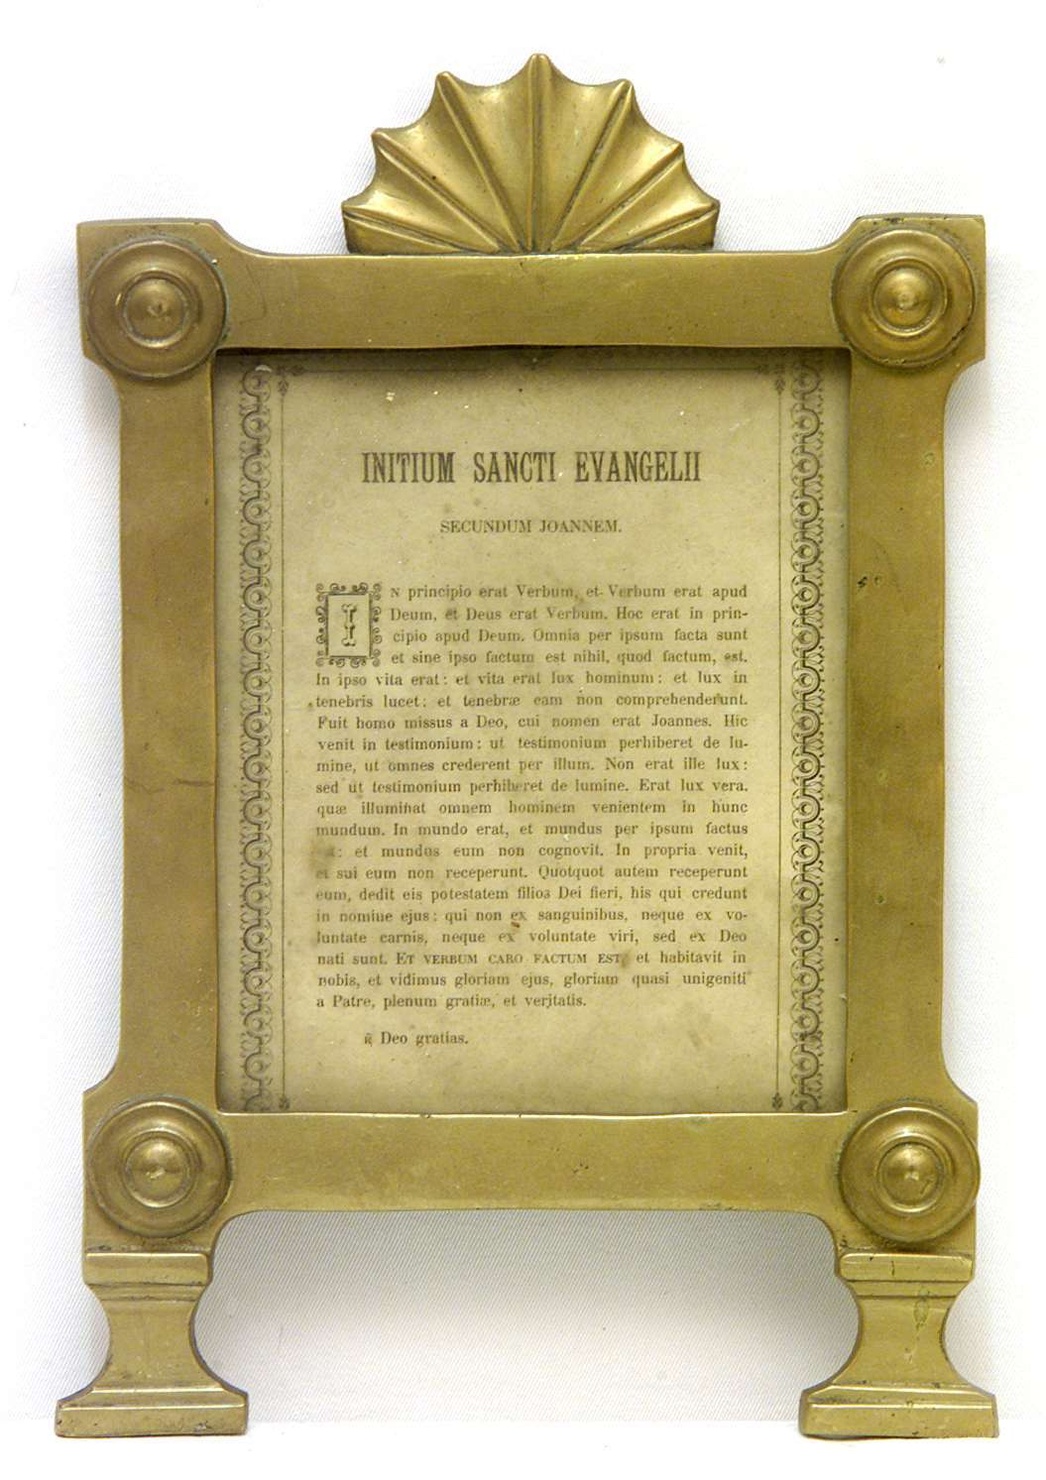 INITIUM SANCTI EVANGELII
SECUNDUM JOANNEM.
IN principio erat Verbum, et Verbum erat apud
Deum, et Deus erat Verbum. Hoc erat in prin-
cipio apud Deum. Omnia per ipsum facta sunt
et sine ipso factum est nihil, quod factum, est.
In ipso vita erat: et vita erat lux hominum: et lux in
tenebris lucet: et tenebræ eam non comprehenderunt.
Fuit homo missus a Deo, cui nomen erat Joannes. Hic
venit in testimonium: ut testimonium perhiberet de lu-
mine, ut omnes crederent per illum. Non erat ille lux:
sed ut testimonium perhiberet de lumine. Erat lux vera.
quæ illuminat omnem hominem venientem in hunc
mundum. In mundo erat, et mundus per ipsum factus
: et mundus eum non cognovit. In propria venit,
et sui eum non receperunt. Quotquot autem receperunt
eum, dedit eis potestatem filios Dei fieri, his qui credunt
in nomine ejus: qui non ex sanguinibus, neque ex vo-
luntate carnis, neque ex voluntate viri, sed ex Deo
nati sunt. ET VERBUM CARO FACTUM EST, et habitavit in
nobis, et vidimus gloriam ejus, gloriam quasi unigeniti
a Patre, plenum gratiæ, et veritatis.
℟ Deo gratias.